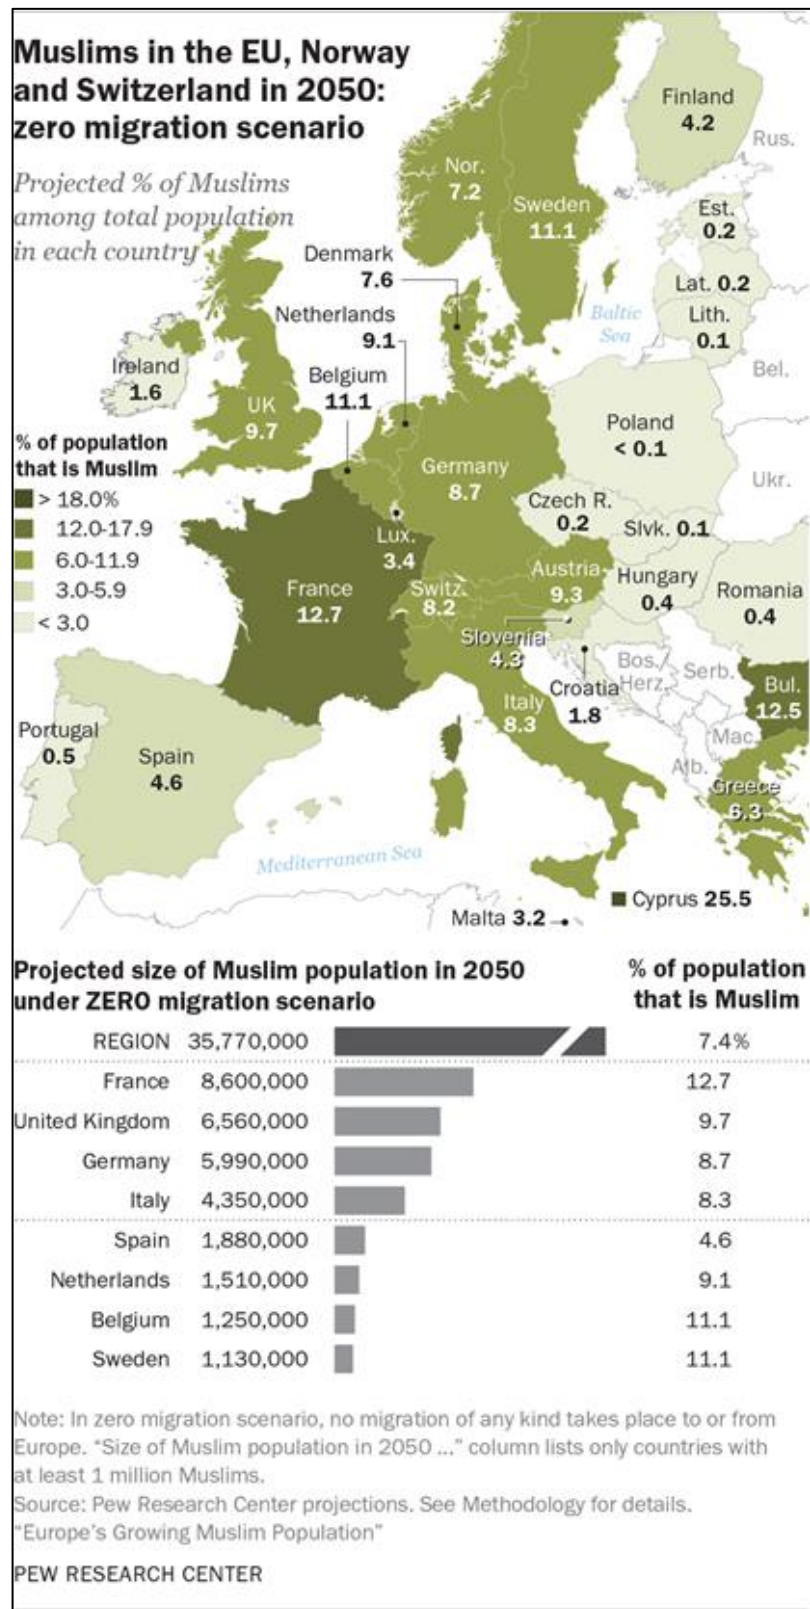 Muslims in the EU, Norway
and Switzerland in 2050:
zero migration scenario
Projected % of Muslims
among total population
in each country
Finland
4.2
Rus.
Nor.
7.2
Sweden
11.1
Est.
0.2
Denmark
7.6
Lat. 0.2
Netherlands
9.1
Baltic
Sea
Lith.
0.1
Ireland
1.6
Belgium
11.1
Bel.
UK
9.7
Poland
< 0.1
% of population
that is Muslim
> 18.0%
12.0-17.9
6.0-11.9
3.0-5.9
< 3.0
Germany
8.7
Ukr.
Czech R.
0.2
Slvk. 0.1
Lux.
3.4
France
12.7
Switz.
8.2
Austria
9.3
Hungary
0.4
Romania
0.4
Slovenia
4.3
Bos./
Herz.
Serb.
Croatia
1.8
Bul.
12.5
Italy
8.3
Portugal
0.5
Spain
4.6
Mac.
Alb.
Greece
6.3
Mediterranean Sea
Cyprus 25.5
Malta 3.2
Projected size of Muslim population in 2050
under ZERO migration scenario
% of population
that is Muslim
REGION 35,770,000 7.4%
France 8,600,000 12.7
United Kingdom 6,560,000 9.7
Germany 5,990,000 8.7
Italy 4,350,000 8.3
Spain 1,880,000 4.6
Netherlands 1,510,000 9.1
Belgium 1,250,000 11.1
Sweden 1,130,000 11.1
Note: In zero migration scenario, no migration of any kind takes place to or from
Europe. “Size of Muslim population in 2050 ...” column lists only countries with
at least 1 million Muslims.
Source: Pew Research Center projections. See Methodology for details.
“Europe’s Growing Muslim Population”
PEW RESEARCH CENTER